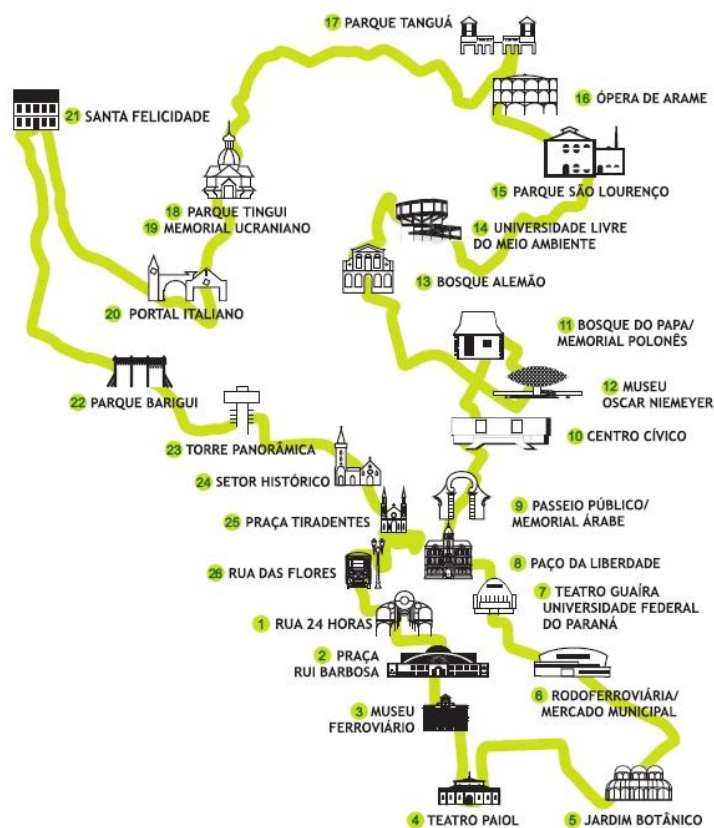 17 PARQUE TANGUÁ
16 ÓPERA DE ARAME
21 SANTA FELICIDADE
15 PARQUE SÃO LOURENÇO
18 PARQUE TINGUI
19 MEMORIAL UCRANIANO
14 UNIVERSIDADE LIVRE
DO MEIO AMBIENTE
13 BOSQUE ALEMÃO
20 PORTAL ITALIANO
11 BOSQUE DO PAPA/
MEMORIAL POLONÊS
12 MUSEU
OSCAR NIEMEYER
22 PARQUE BARIGUI
10 CENTRO CÍVICO
23 TORRE PANORÂMICA
24 SETOR HISTÓRICO
9 PASSEIO PÚBLICO/
MEMORIAL ÁRABE
25 PRAÇA TIRADENTES
8 PAÇO DA LIBERDADE
26 RUA DAS FLORES
7 TEATRO GUAÍRA
UNIVERSIDADE FEDERAL
DO PARANÁ
1 RUA 24 HORAS
2 PRAÇA
RUI BARBOSA
6 RODOFERROVIÁRIA/
MERCADO MUNICIPAL
3 MUSEU
FERROVIÁRIO
4 TEATRO PAIOL
5 JARDIM BOTÂNICO